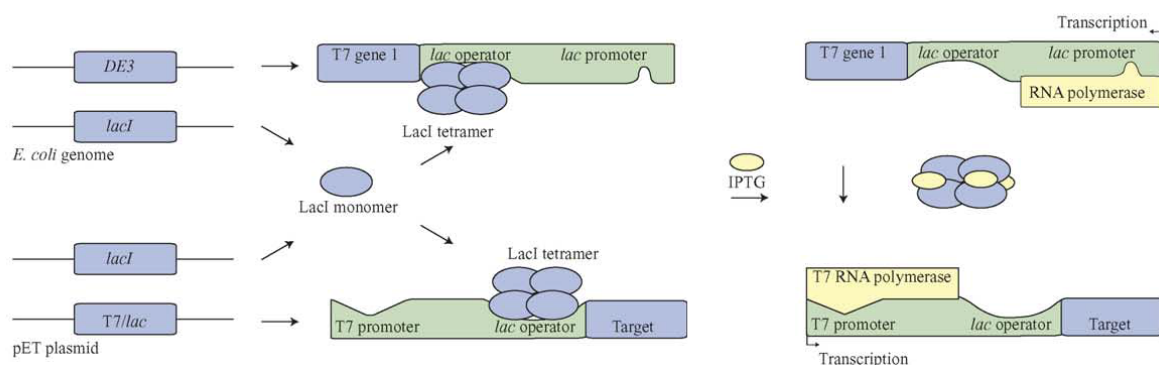 DE3
lacI
E. coli genome
lacI
T7/lac
pET plasmid
LacI monomer
T7 gene 1
lac operator
lac promoter
LacI tetramer
LacI tetramer
T7 promoter
lac operator
Target
IPTG
Transcription
T7 gene 1
lac operator
lac promoter
RNA polymerase
T7 RNA polymerase
T7 promoter
lac operator
Target
Transcription